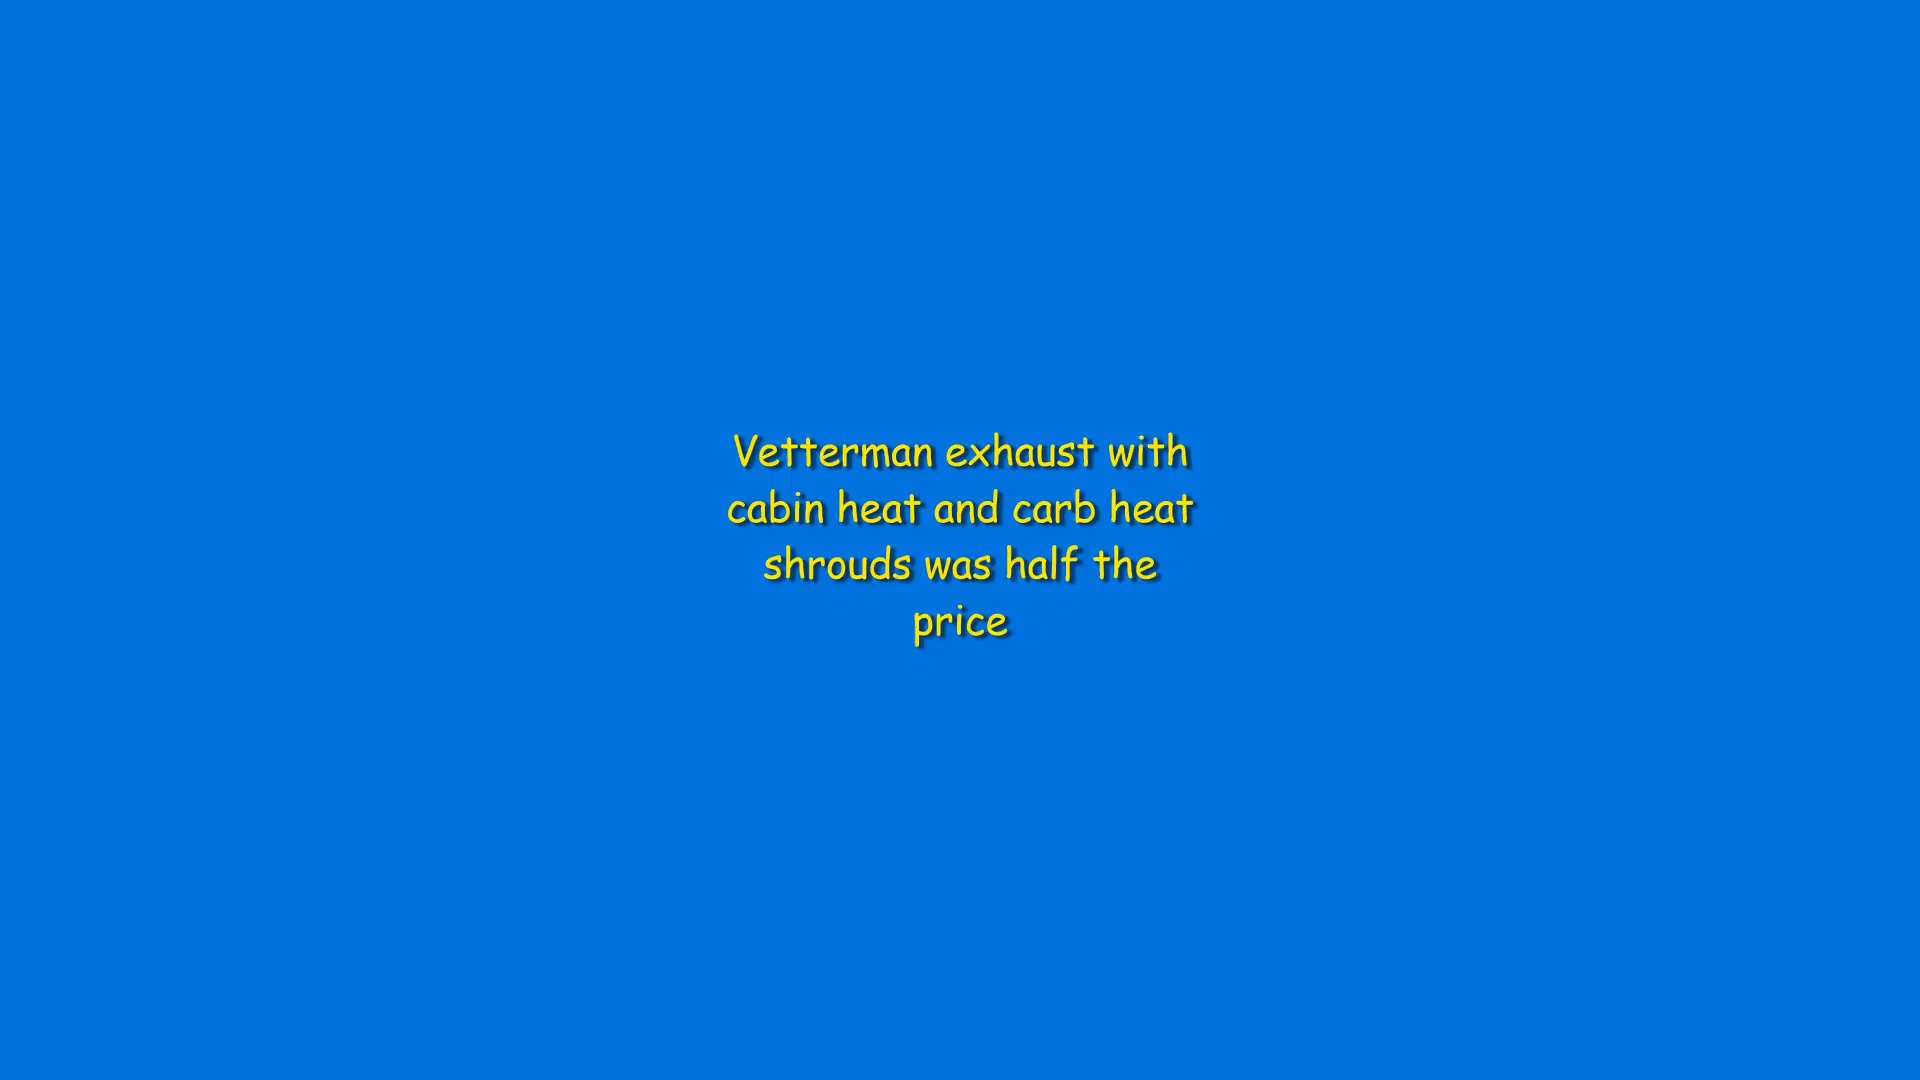 Vetterman exhaust with
cabin heat and carb heat
shrouds was half the
price